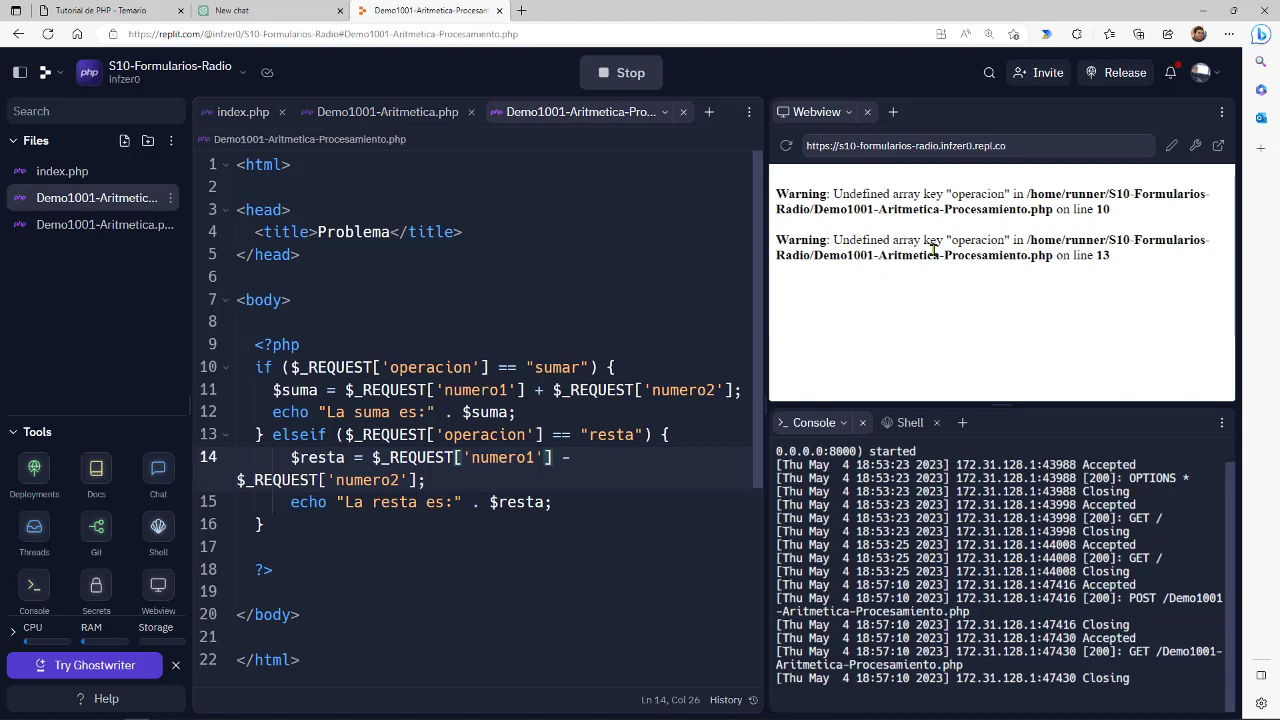 Tutorial de PHP - Temario
New chat
Demo1001-Aritmetica-Procesamien
https://replit.com/@infzer0/S10-Formularios-Radio#Demo1001-Aritmetica-Procesamiento.php
php
S10-Formularios-Radio
Infzer0
Stop
Invite
Release
Search
Files
index.php
Demo1001-Aritmetic...
Demo1001-Aritmetica.p...
Tools
Deployments
Docs
Chat
Threads
Git
Shell
Console
Secrets
Webview
CPU
RAM
Storage
Try Ghostwriter
? Help
php index.php
php Demo1001-Aritmetica.php
php Demo1001-Aritmetica-Pro...
php Demo1001-Aritmetica-Procesamiento.php
1 <html>
2
3 <head>
4 <title>Problema</title>
5 </head>
6
7 <body>
8
9 <?php
10 if ($_REQUEST['operacion'] == "sumar") {
11 $suma = $_REQUEST['numero1'] + $_REQUEST['numero2'];
12 echo "La suma es:" . $suma;
13 } elseif ($_REQUEST['operacion'] == "resta") {
14 $resta = $_REQUEST['numero1'] -
$_REQUEST['numero2'];
15 echo "La resta es:" . $resta;
16 }
17
18 ?>
19
20 </body>
21
22 </html>
Ln 14, Col 26
History
Webview
https://s10-formularios-radio.infzer0.repl.co
Warning: Undefined array key "operacion" in /home/runner/S10-Formularios-
Radio/Demo1001-Aritmetica-Procesamiento.php on line 10
Warning: Undefined array key "operacion" in /home/runner/S10-Formularios-
Radio/Demo1001-Aritmetica-Procesamiento.php on line 13
Console
Shell
0.0.0.0:8000) started
[Thu May 4 18:53:23 2023] 172.31.128.1:43988 Accepted
[Thu May 4 18:53:23 2023] 172.31.128.1:43988 [200]: OPTIONS *
[Thu May 4 18:53:23 2023] 172.31.128.1:43988 Closing
[Thu May 4 18:53:23 2023] 172.31.128.1:43998 Accepted
[Thu May 4 18:53:23 2023] 172.31.128.1:43998 [200]: GET /
[Thu May 4 18:53:23 2023] 172.31.128.1:43998 Closing
[Thu May 4 18:53:25 2023] 172.31.128.1:44008 Accepted
[Thu May 4 18:53:25 2023] 172.31.128.1:44008 [200]: GET /
[Thu May 4 18:53:25 2023] 172.31.128.1:44008 Closing
[Thu May 4 18:57:10 2023] 172.31.128.1:47416 Accepted
[Thu May 4 18:57:10 2023] 172.31.128.1:47416 [200]: POST /Demo1001
-Aritmetica-Procesamiento.php
[Thu May 4 18:57:10 2023] 172.31.128.1:47416 Closing
[Thu May 4 18:57:10 2023] 172.31.128.1:47430 Accepted
[Thu May 4 18:57:10 2023] 172.31.128.1:47430 [200]: GET /Demo1001-
Aritmetica-Procesamiento.php
[Thu May 4 18:57:10 2023] 172.31.128.1:47430 Closing